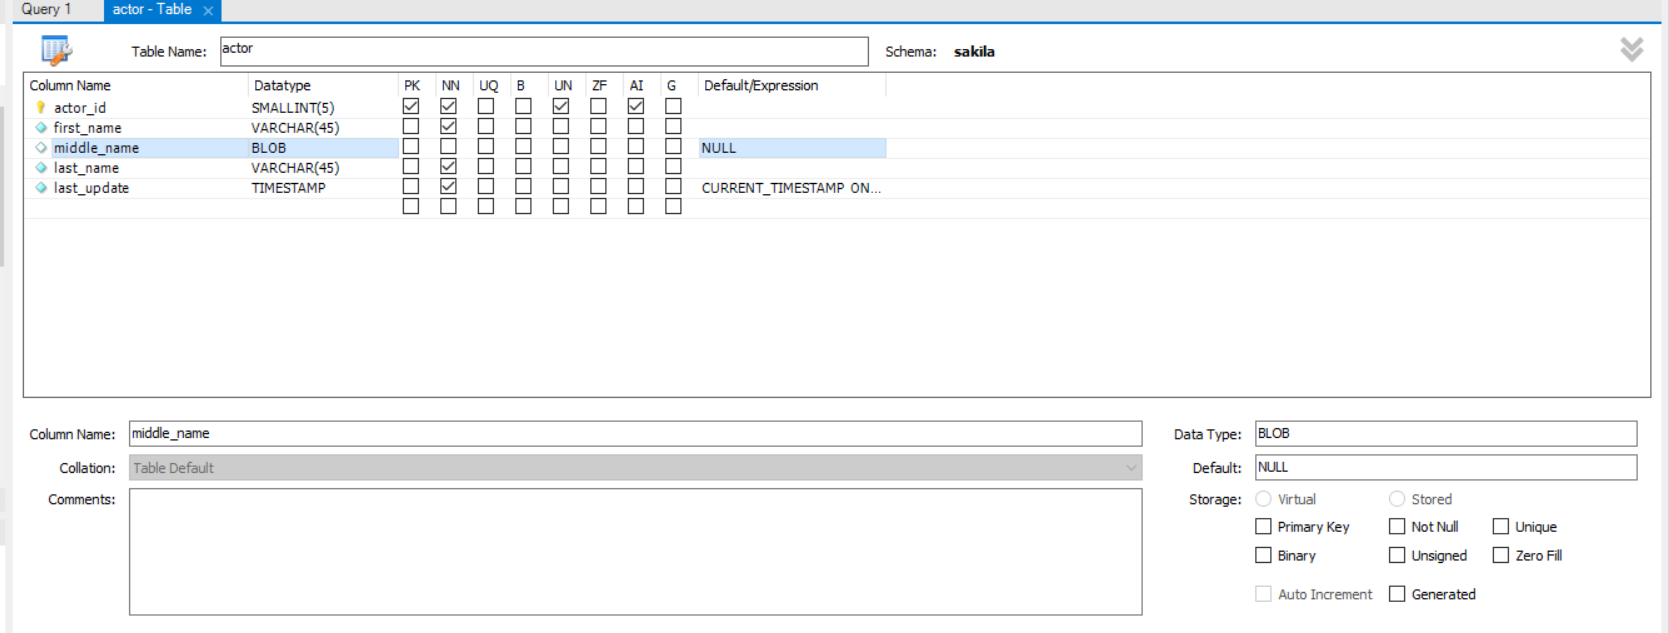 Query 1 actor - Table
Table Name: actor Schema: sakila
Column Name Datatype PK NN UQ B UN ZF AI G Default/Expression
actor_id SMALLINT(5)
first_name VARCHAR(45)
middle_name BLOB NULL
last_name VARCHAR(45)
last_update TIMESTAMP CURRENT_TIMESTAMP ON...
Column Name: middle_name Data Type: BLOB
Collation: Table Default Default: NULL
Comments: Storage: Virtual Stored
Primary Key Not Null Unique
Binary Unsigned Zero Fill
Auto Increment Generated